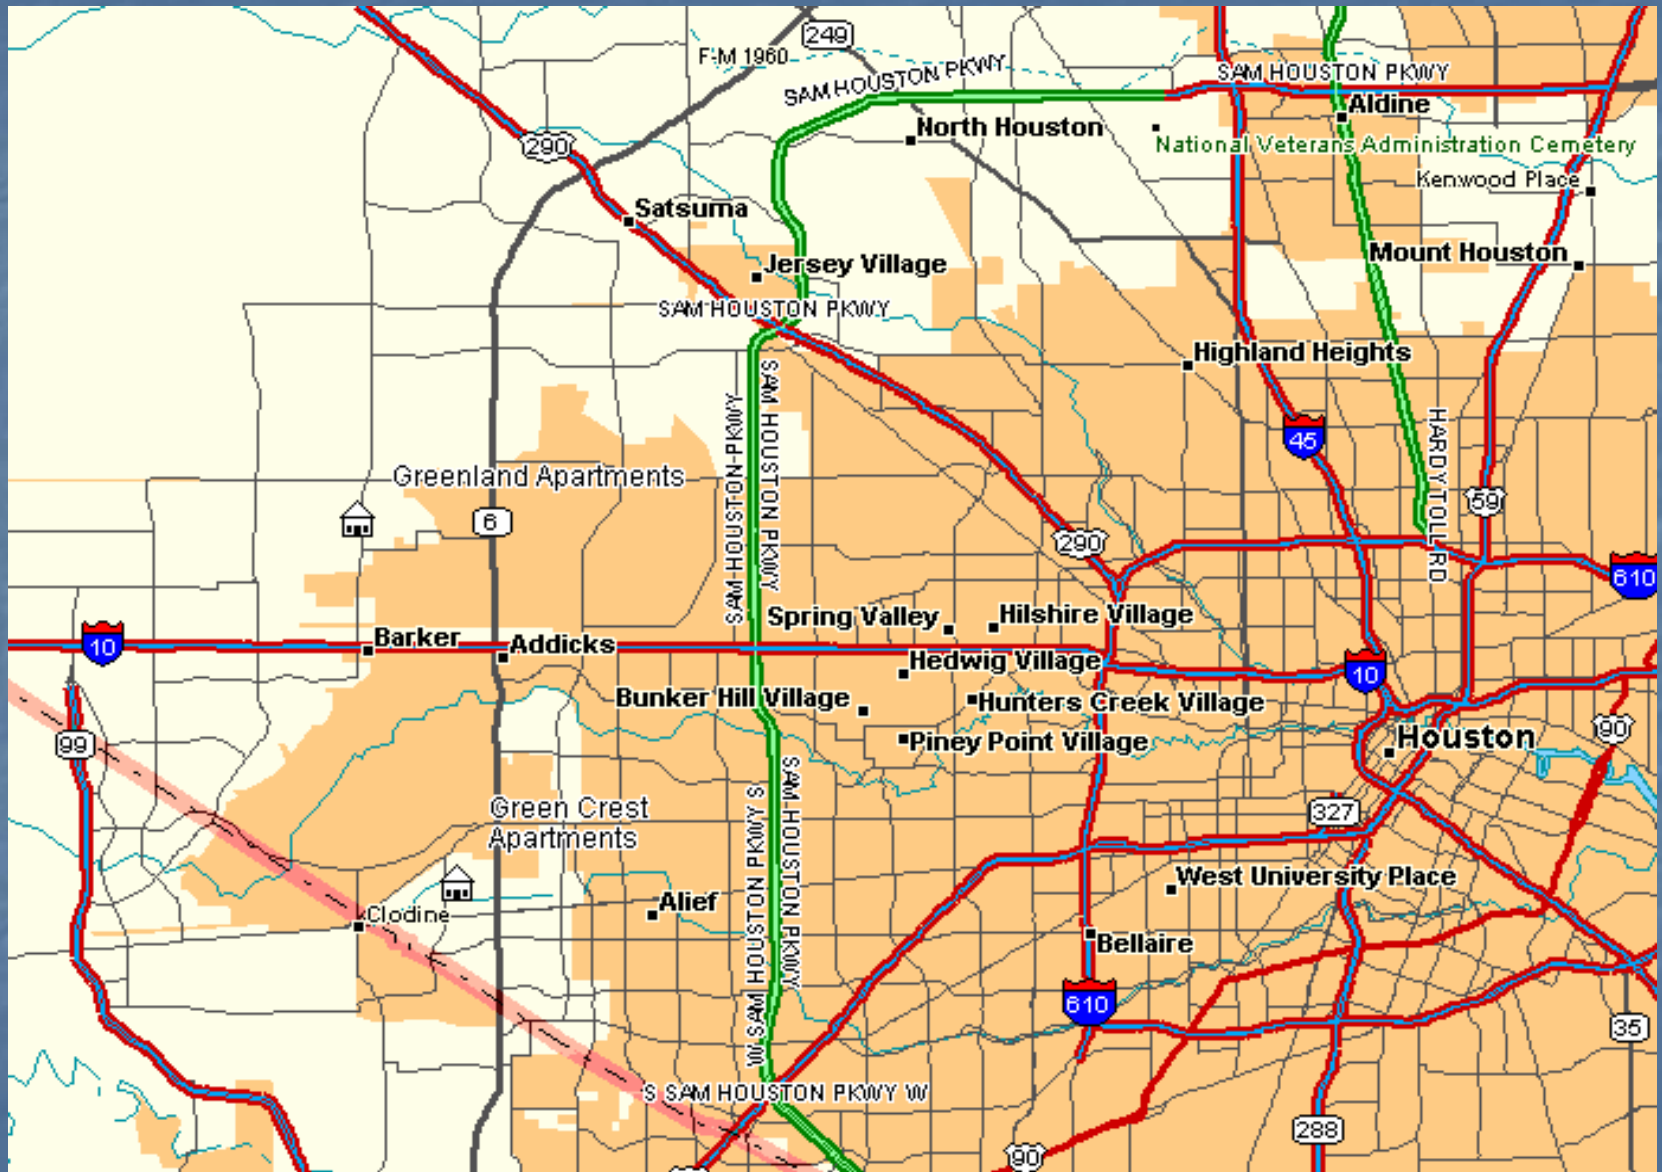 249
F-M 1960
SAM HOUSTON PKWY
SAM HOUSTON PKWY
Aldine
North Houston
National Veterans Administration Cemetery
290
Kenwood Place
Satsuma
Mount Houston
Jersey Village
SAM HOUSTON PKWY
Highland Heights
SAM HOUSTON PKWY
SAM HOUSTON PKWY
HARDY TOLL RD
45
Greenland Apartments
59
6
290
610
Spring Valley
Hilshire Village
10
Barker
Addicks
Hedwig Village
10
Bunker Hill Village
Hunters Creek Village
90
99
Piney Point Village
Houston
W SAM HOUSTON PKWY S
SAM HOUSTON PKWY
Green Crest
Apartments
327
West University Place
Alief
Clodine
Bellaire
610
35
S SAM HOUSTON PKWY W
288
90